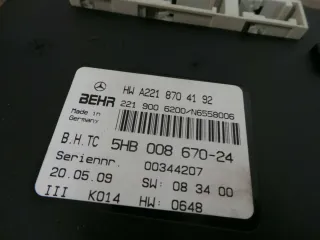 HW A221 870 41 92
BEHR
221 900 6200/N6558006
Made in
Germany
B.H.TC 5HB 008 670-24
Seriennr. 00344207
20.05.09 SW: 08 34 00
III K014 HW: 0648